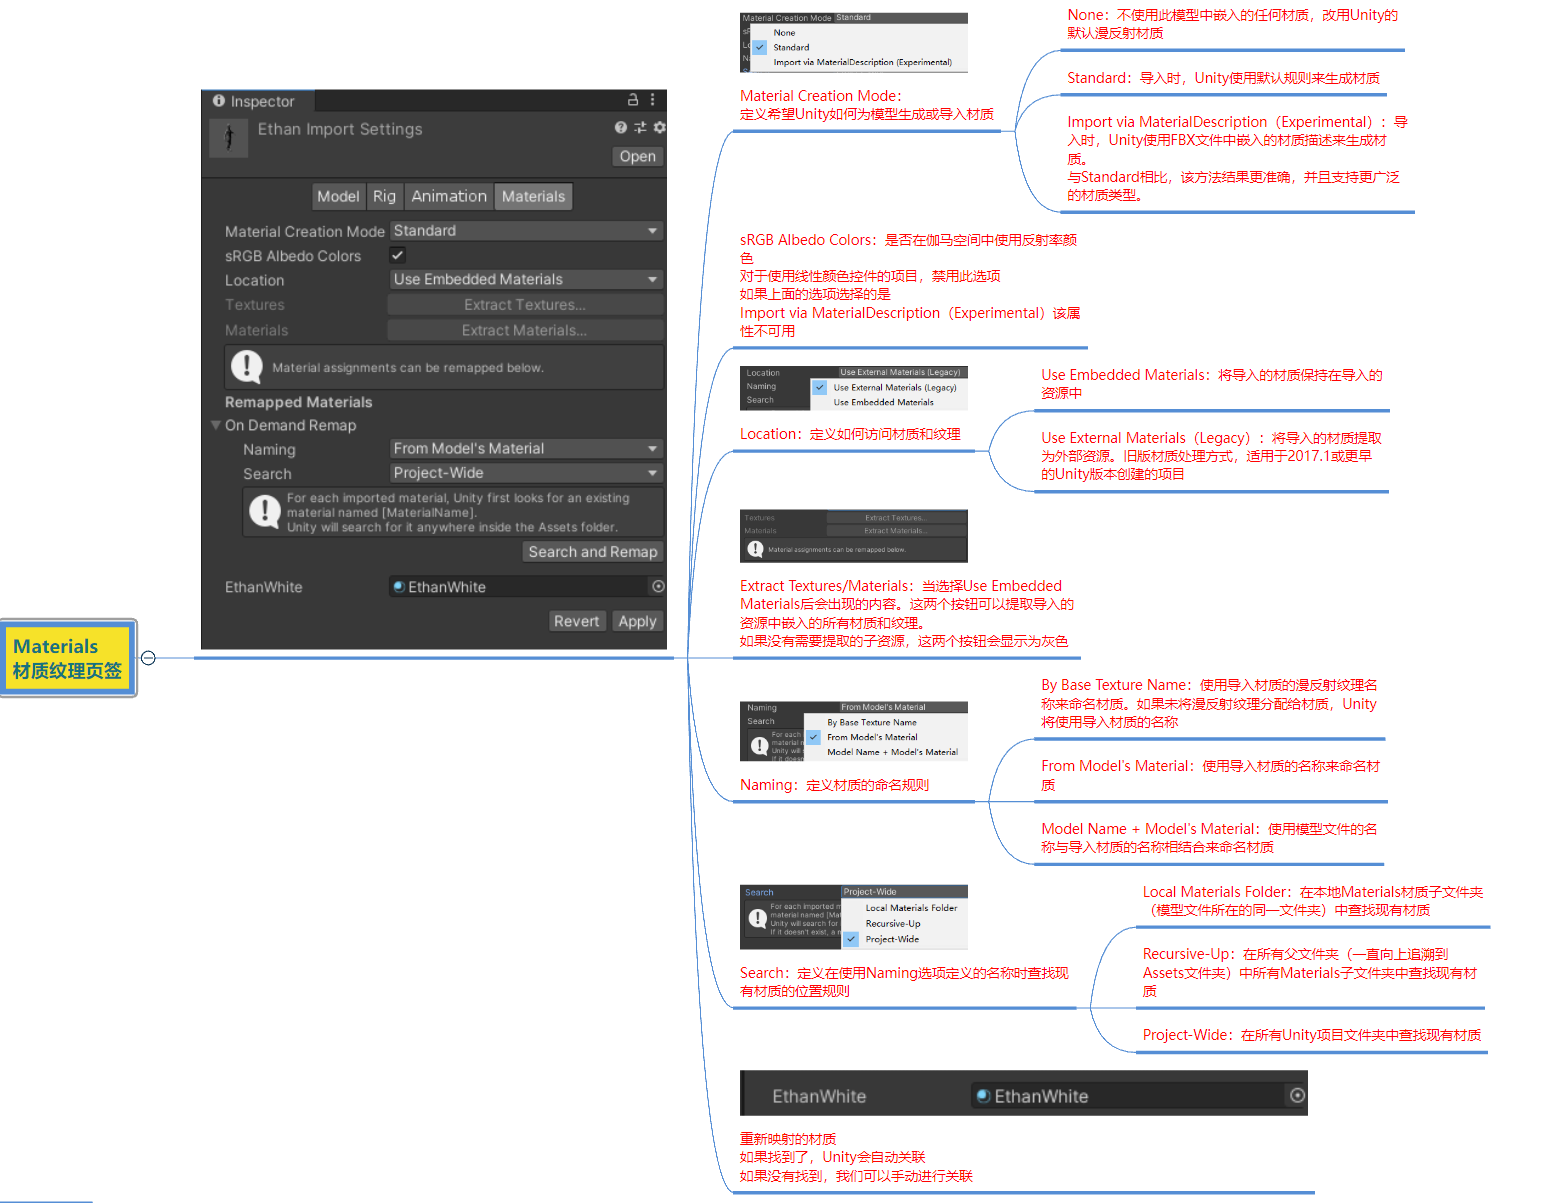 Materials
材质纹理页签
Inspector
Ethan Import Settings
Open
Model Rig Animation Materials
Material Creation Mode Standard
sRGB Albedo Colors
Location Use Embedded Materials
Textures Extract Textures...
Materials Extract Materials...
Material assignments can be remapped below.
Remapped Materials
On Demand Remap
Naming From Model's Material
Search Project-Wide
For each imported material, Unity first looks for an existing
material named [MaterialName].
Unity will search for it anywhere inside the Assets folder.
Search and Remap
EthanWhite EthanWhite
Revert Apply
Material Creation Mode Standard
None
Standard
Import via MaterialDescription (Experimental)
Material Creation Mode：
定义希望Unity如何为模型生成或导入材质
None：不使用此模型中嵌入的任何材质，改用Unity的
默认漫反射材质
Standard：导入时，Unity使用默认规则来生成材质
Import via MaterialDescription（Experimental）：导
入时，Unity使用FBX文件中嵌入的材质描述来生成材
质。
与Standard相比，该方法结果更准确，并且支持更广泛
的材质类型。
sRGB Albedo Colors：是否在伽马空间中使用反射率颜
色
对于使用线性颜色控件的项目，禁用此选项
如果上面的选项选择的是
Import via MaterialDescription（Experimental）该属
性不可用
Location Use External Materials (Legacy)
Naming Use External Materials (Legacy)
Search Use Embedded Materials
Location：定义如何访问材质和纹理
Use Embedded Materials：将导入的材质保持在导入的
资源中
Use External Materials（Legacy）：将导入的材质提取
为外部资源。旧版材质处理方式，适用于2017.1或更早
的Unity版本创建的项目
Textures Extract Textures...
Materials Extract Materials...
Material assignments can be remapped below.
Extract Textures/Materials：当选择Use Embedded
Materials后会出现的内容。这两个按钮可以提取导入的
资源中嵌入的所有材质和纹理。
如果没有需要提取的子资源，这两个按钮会显示为灰色
Naming From Model's Material
Search By Base Texture Name
For each From Model's Material
material n
Unity will Model Name + Model's Material
If it doesn
Naming：定义材质的命名规则
By Base Texture Name：使用导入材质的漫反射纹理名
称来命名材质。如果未将漫反射纹理分配给材质，Unity
将使用导入材质的名称
From Model's Material：使用导入材质的名称来命名材
质
Model Name + Model's Material：使用模型文件的名
称与导入材质的名称相结合来命名材质
Search Project-Wide
For each imported m Local Materials Folder
material named [Mat
Unity will search for Recursive-Up
If it doesn't exist, a n Project-Wide
Search：定义在使用Naming选项定义的名称时查找现
有材质的位置规则
Local Materials Folder：在本地Materials材质子文件夹
（模型文件所在的同一文件夹）中查找现有材质
Recursive-Up：在所有父文件夹（一直向上追溯到
Assets文件夹）中所有Materials子文件夹中查找现有材
质
Project-Wide：在所有Unity项目文件夹中查找现有材质
EthanWhite EthanWhite
重新映射的材质
如果找到了，Unity会自动关联
如果没有找到，我们可以手动进行关联